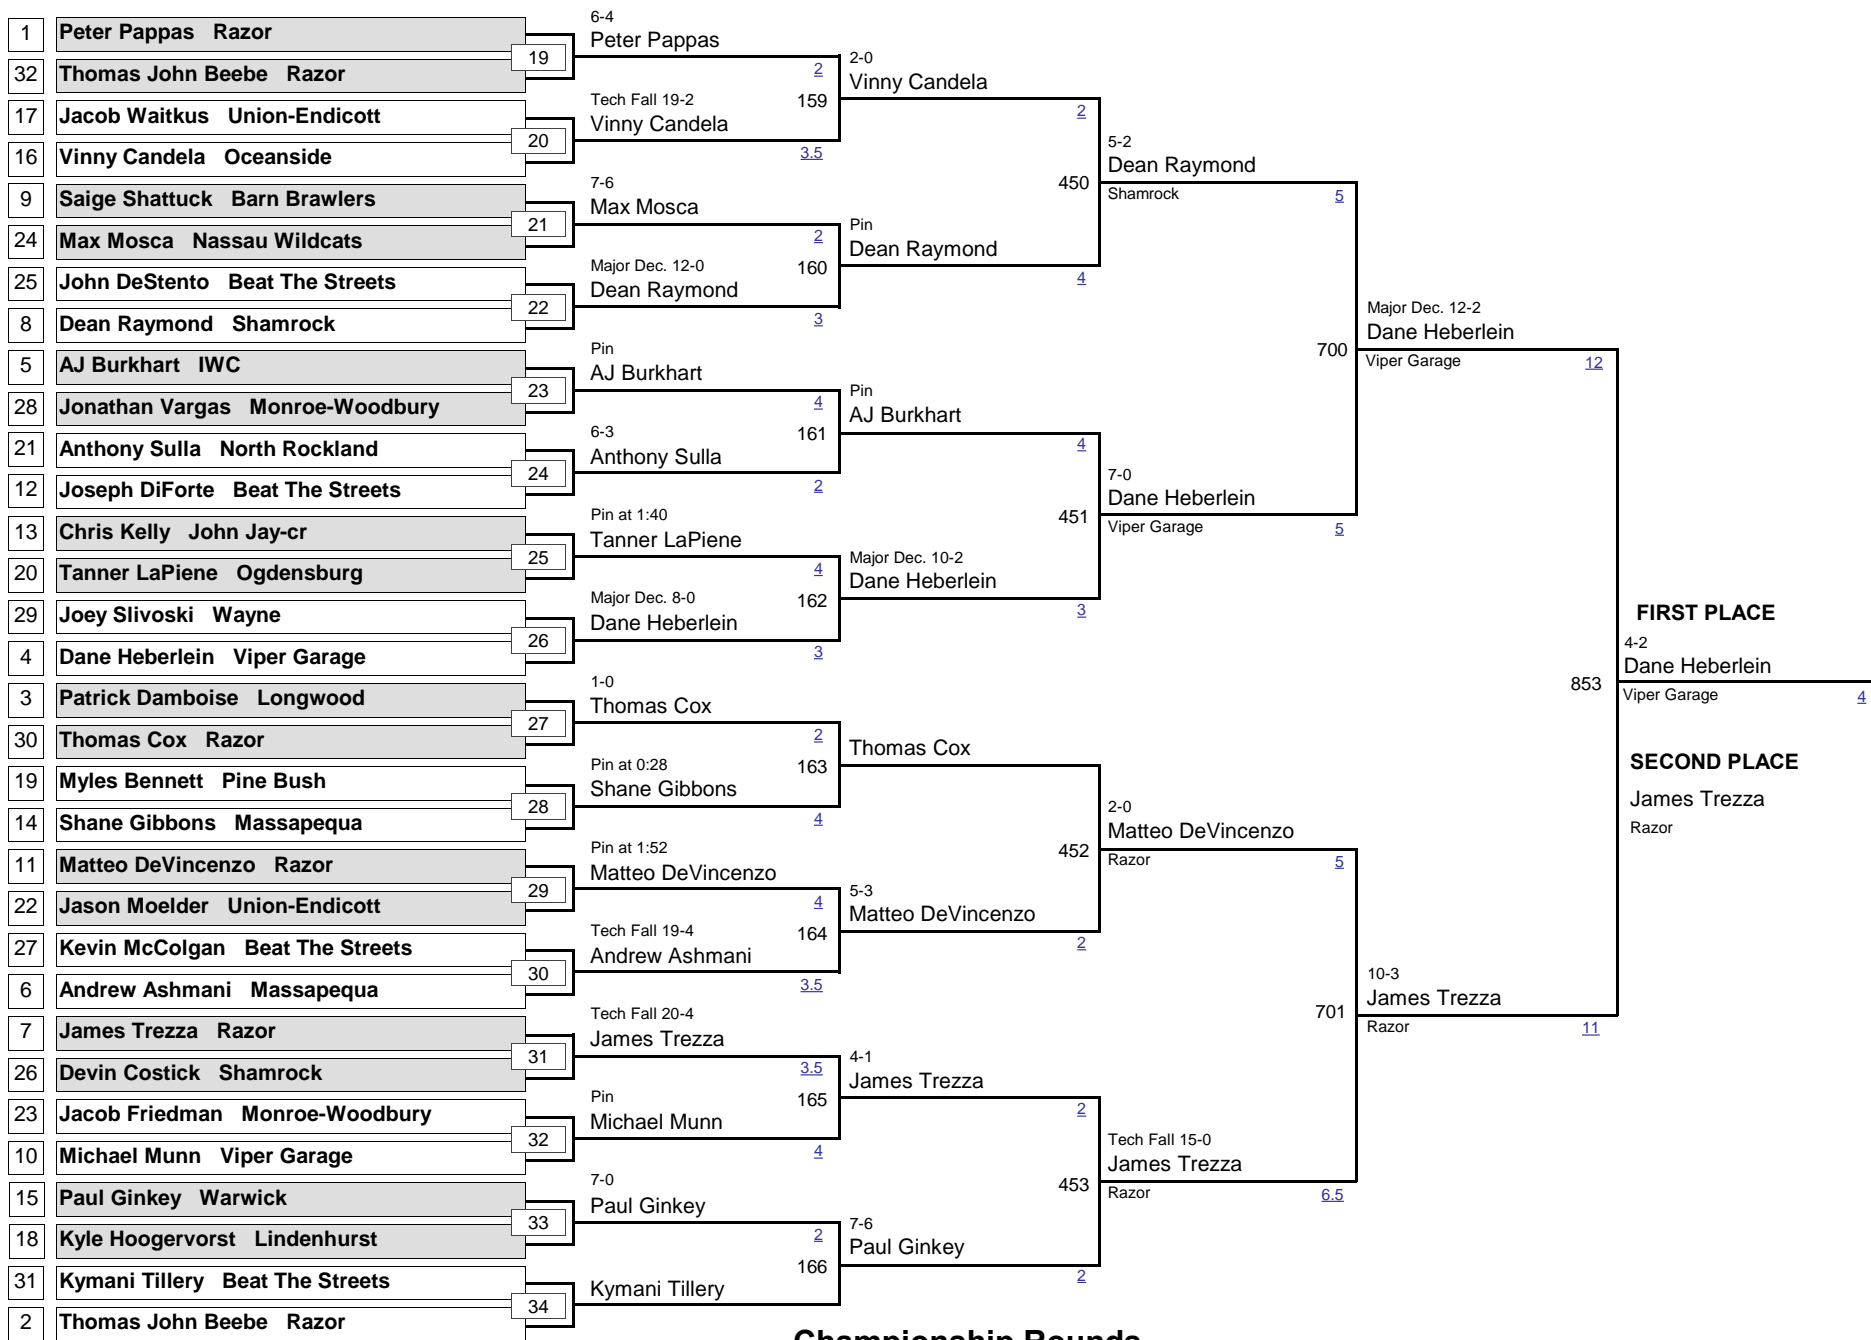 1 Peter Pappas Razor
32 Thomas John Beebe Razor
17 Jacob Waitkus Union-Endicott
16 Vinny Candela Oceanside
9 Saige Shattuck Barn Brawlers
24 Max Mosca Nassau Wildcats
25 John DeStento Beat The Streets
8 Dean Raymond Shamrock
5 AJ Burkhart IWC
28 Jonathan Vargas Monroe-Woodbury
21 Anthony Sulla North Rockland
12 Joseph DiForte Beat The Streets
13 Chris Kelly John Jay-cr
20 Tanner LaPiene Ogdensburg
29 Joey Slivoski Wayne
4 Dane Heberlein Viper Garage
3 Patrick Damboise Longwood
30 Thomas Cox Razor
19 Myles Bennett Pine Bush
14 Shane Gibbons Massapequa
11 Matteo DeVincenzo Razor
22 Jason Moelder Union-Endicott
27 Kevin McColgan Beat The Streets
6 Andrew Ashmani Massapequa
7 James Trezza Razor
26 Devin Costick Shamrock
23 Jacob Friedman Monroe-Woodbury
10 Michael Munn Viper Garage
15 Paul Ginkey Warwick
18 Kyle Hoogervorst Lindenhurst
31 Kymani Tillery Beat The Streets
2 Thomas John Beebe Razor
19
20
21
22
23
24
25
26
27
28
29
30
31
32
33
34
6-4
Peter Pappas
2
159
Tech Fall 19-2
Vinny Candela
3.5
7-6
Max Mosca
2
160
Major Dec. 12-0
Dean Raymond
3
Pin
AJ Burkhart
4
161
6-3
Anthony Sulla
2
Pin at 1:40
Tanner LaPiene
4
162
Major Dec. 8-0
Dane Heberlein
3
1-0
Thomas Cox
2
163
Pin at 0:28
Shane Gibbons
4
Pin at 1:52
Matteo DeVincenzo
4
164
Tech Fall 19-4
Andrew Ashmani
3.5
Tech Fall 20-4
James Trezza
3.5
165
Pin
Michael Munn
4
7-0
Paul Ginkey
2
166
Kymani Tillery
2-0
Vinny Candela
2
450
Pin
Dean Raymond
4
Pin
AJ Burkhart
4
451
Major Dec. 10-2
Dane Heberlein
3
Thomas Cox
452
5-3
Matteo DeVincenzo
2
4-1
James Trezza
2
453
7-6
Paul Ginkey
2
5-2
Dean Raymond
Shamrock
5
700
7-0
Dane Heberlein
Viper Garage
5
2-0
Matteo DeVincenzo
Razor
5
701
Tech Fall 15-0
James Trezza
Razor
6.5
Major Dec. 12-2
Dane Heberlein
Viper Garage
12
853
10-3
James Trezza
Razor
11
FIRST PLACE
4-2
Dane Heberlein
Viper Garage
4
SECOND PLACE
James Trezza
Razor
Championship Rounds